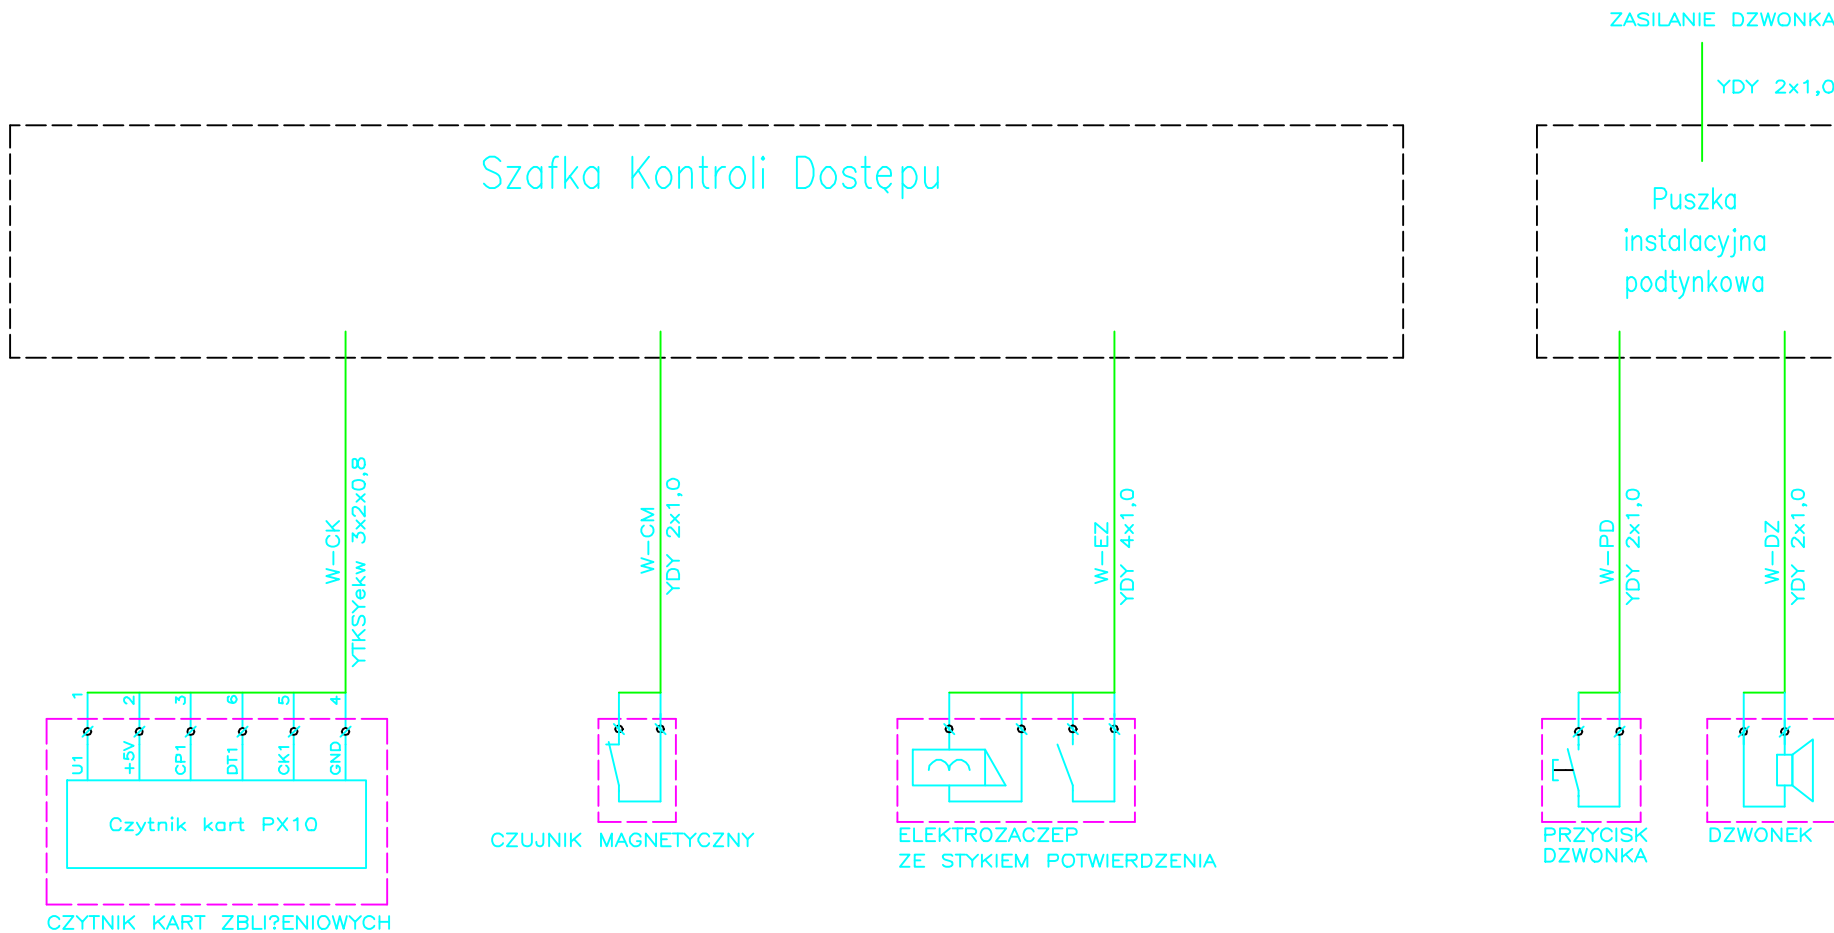 ZASILANIE DZWONKA
YDY 2x1,0
Szafka Kontroli Dostępu
Puszka
instalacyjna
podtynkowa
W-CK
YTKSYekw 3x2x0,8
W-CM
YDY 2x1,0
W-EZ
YDY 4x1,0
W-PD
YDY 2x1,0
W-DZ
YDY 2x1,0
1 2 3 6 5 4
U1 +5V CP1 DT1 CK1 GND
Czytnik kart PX10
CZYTNIK KART ZBLI?ENIOWYCH
CZUJNIK MAGNETYCZNY
ELEKTROZACZEP
ZE STYKIEM POTWIERDZENIA
PRZYCISK
DZWONKA
DZWONEK